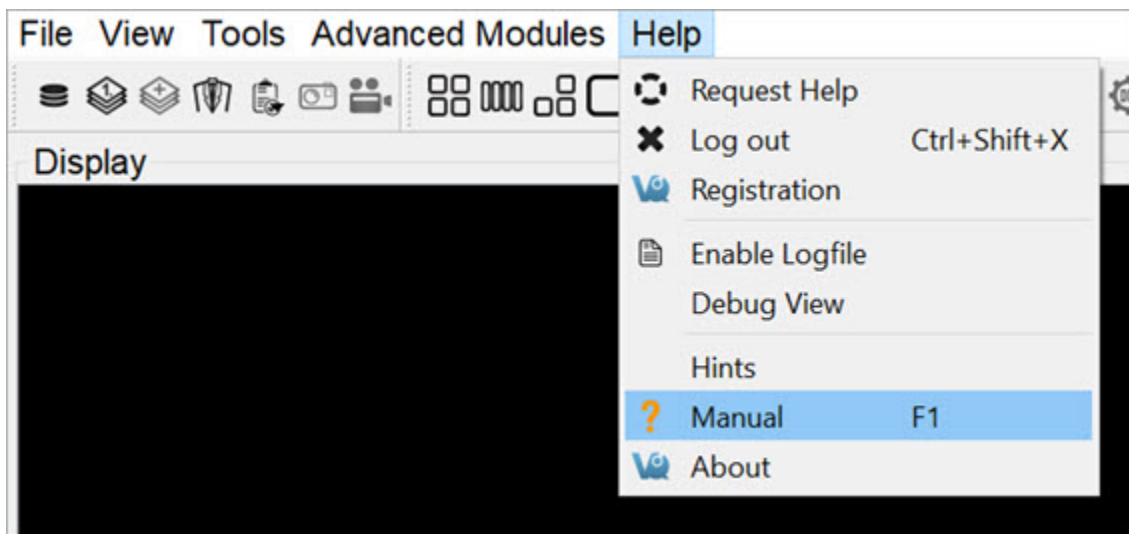 File View Tools Advanced Modules Help
Display
Request Help
Log out Ctrl+Shift+X
Registration
Enable Logfile
Debug View
Hints
Manual F1
About